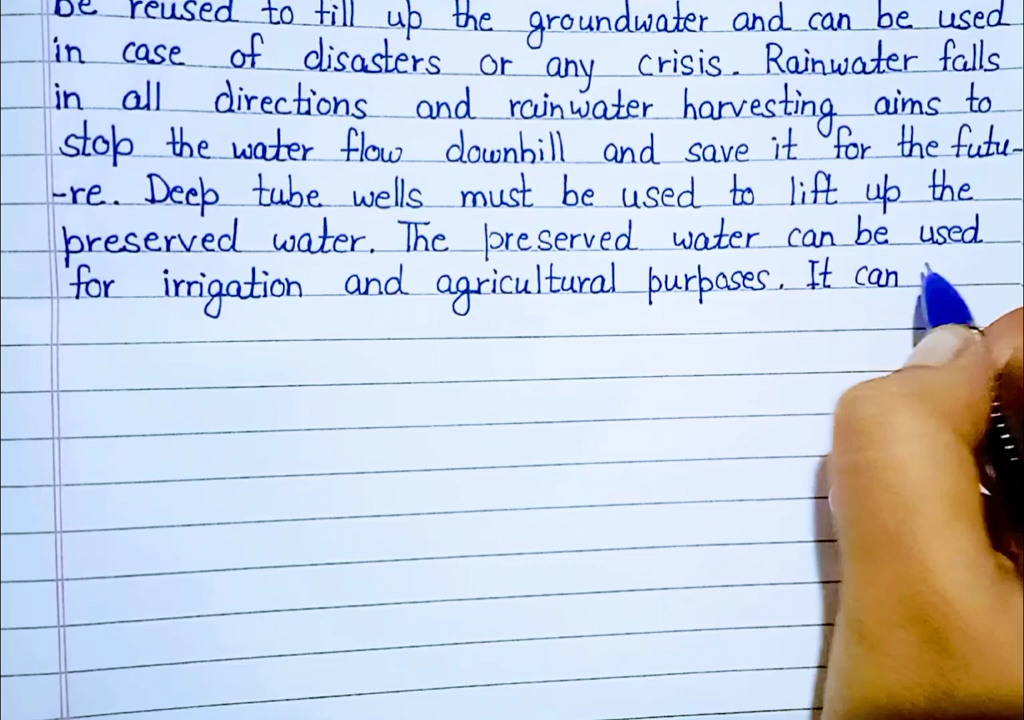 be reused to fill up the groundwater and can be used
in case of disasters or any crisis. Rainwater falls
in all directions and rainwater harvesting aims to
stop the water flow downhill and save it for the futu-
-re. Deep tube wells must be used to lift up the
preserved water. The preserved water can be used
for irrigation and agricultural purposes. It can